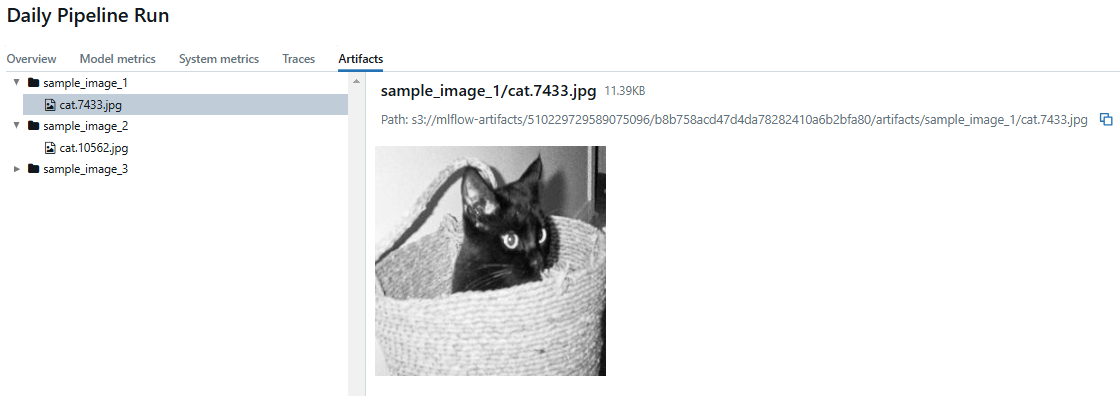 Daily Pipeline Run
Overview Model metrics System metrics Traces Artifacts
sample_image_1
cat.7433.jpg
sample_image_2
cat.10562.jpg
sample_image_3
sample_image_1/cat.7433.jpg 11.39KB
Path: s3://mlflow-artifacts/510229729589075096/b8b758acd47d4da78282410a6b2bfa80/artifacts/sample_image_1/cat.7433.jpg